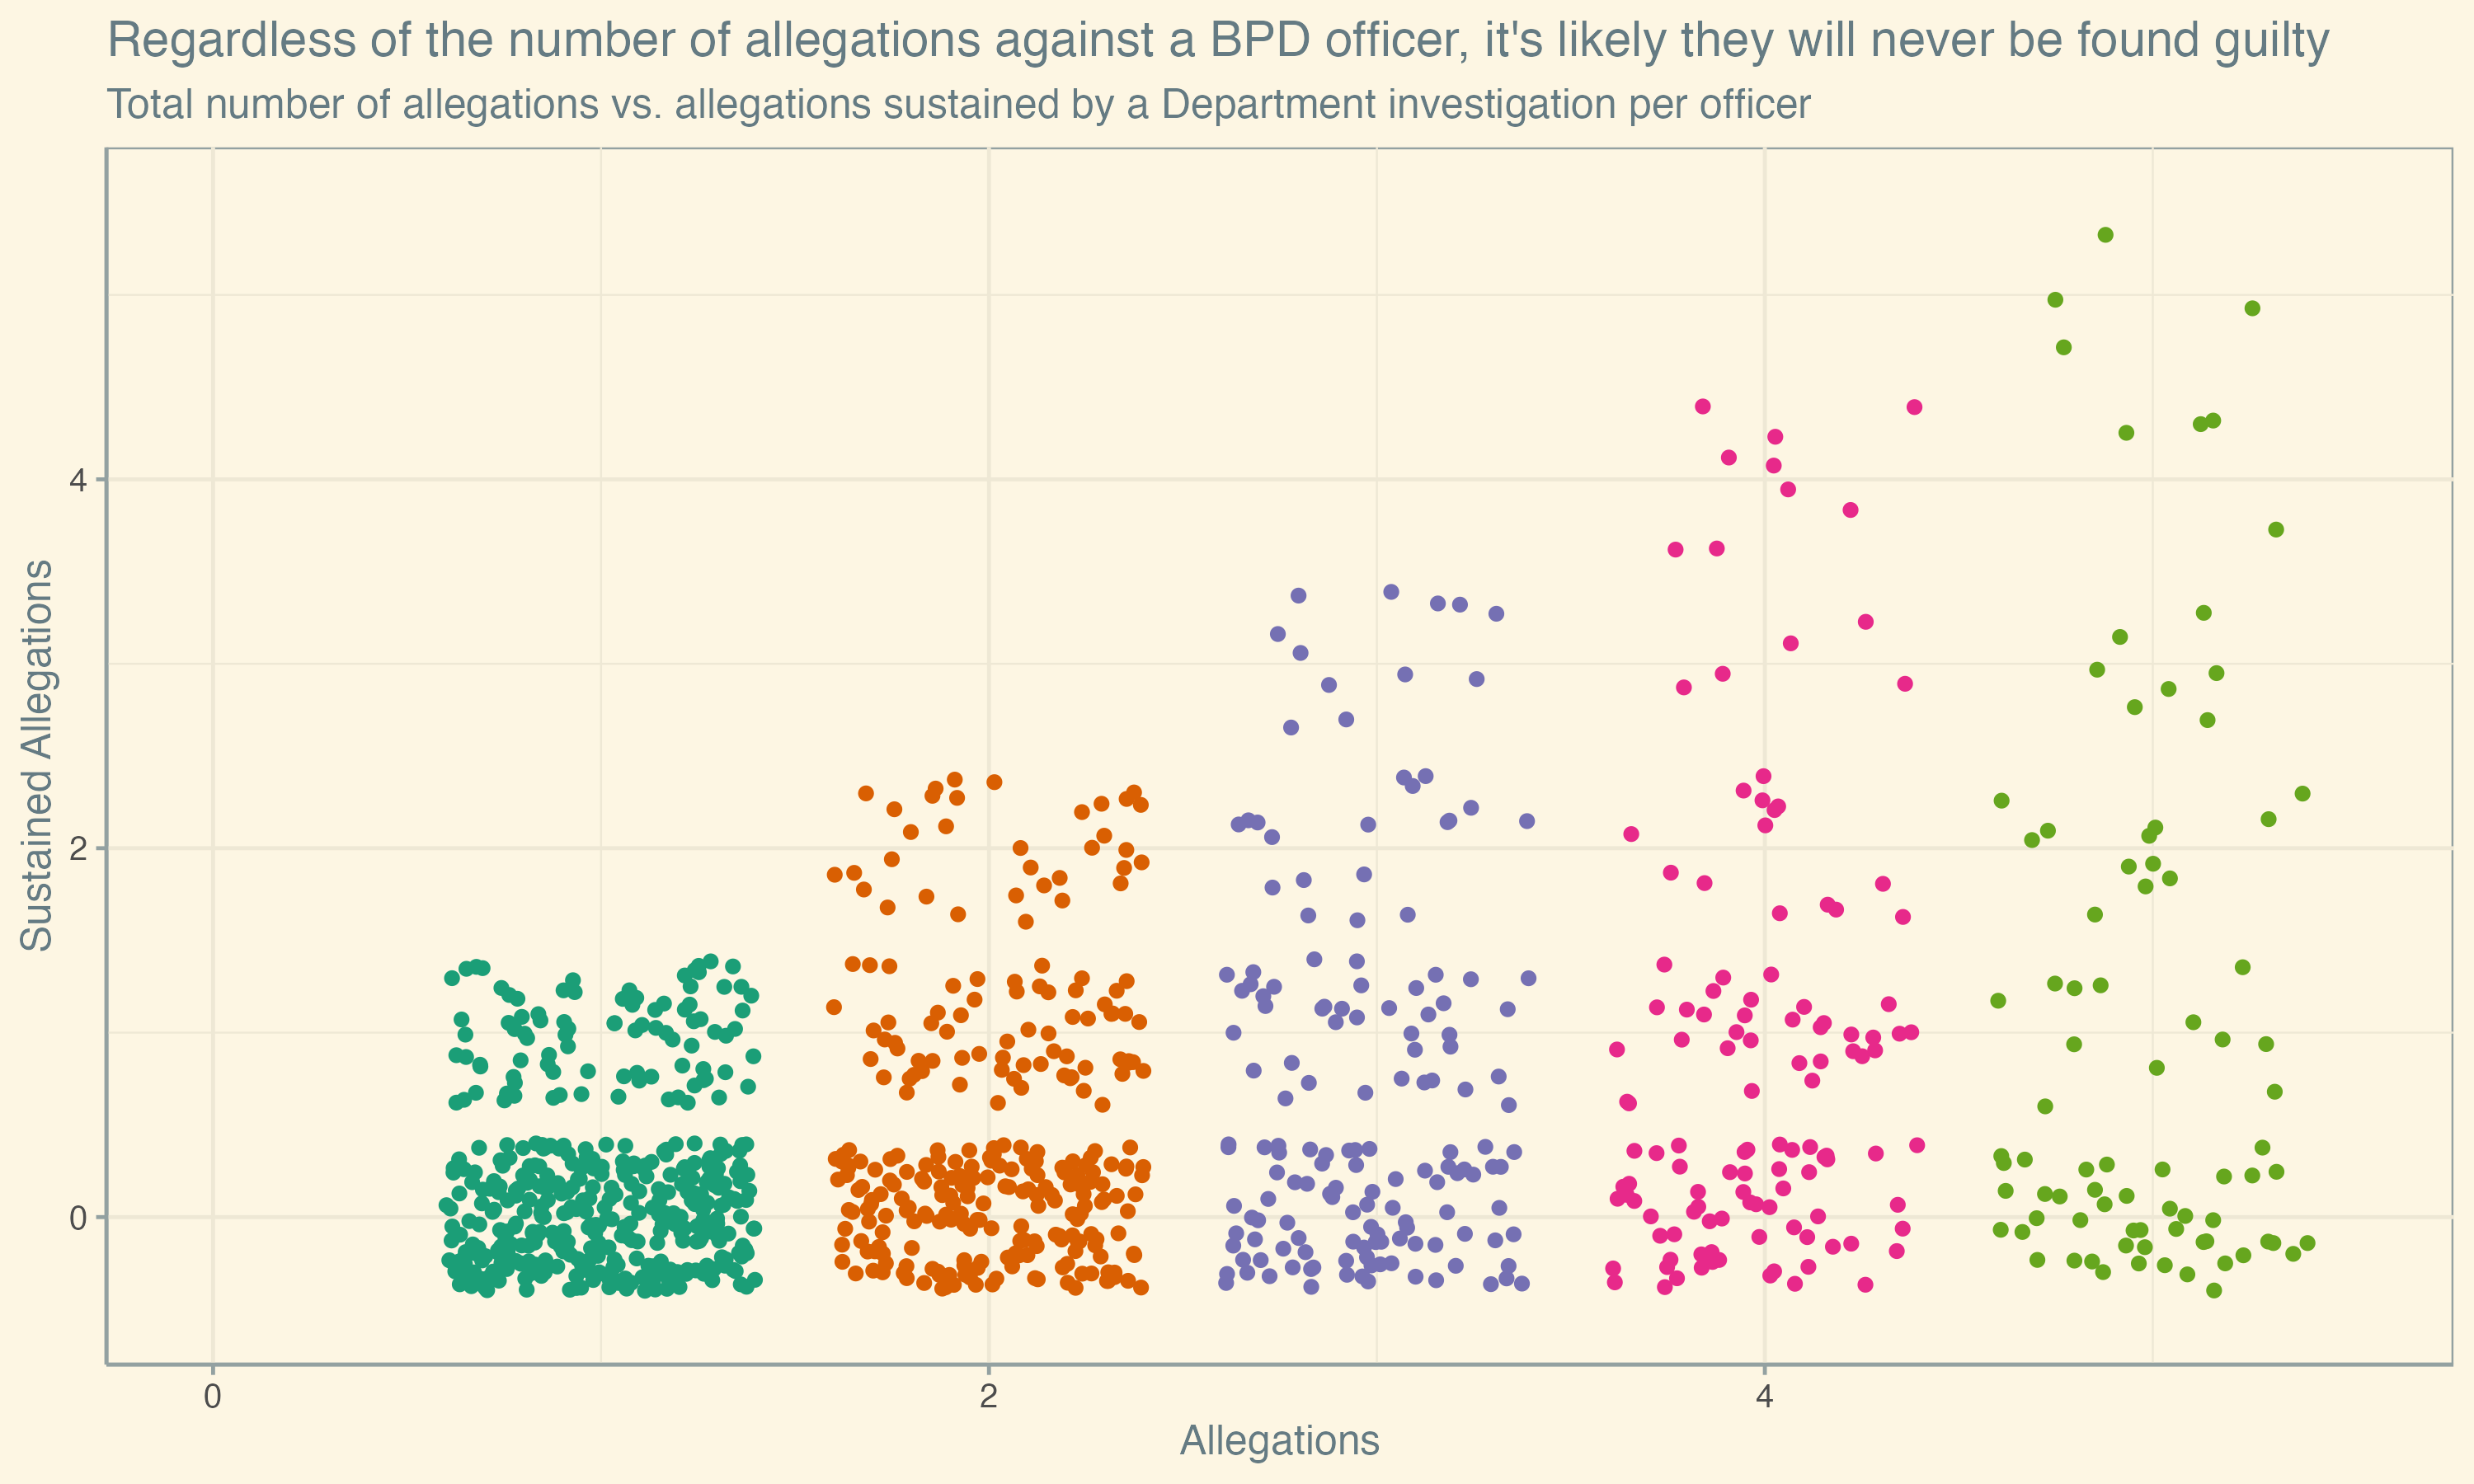 Regardless of the number of allegations against a BPD officer, it's likely they will never be found guilty
Total number of allegations vs. allegations sustained by a Department investigation per officer
Sustained Allegations
4
2
0
0
2
4
Allegations